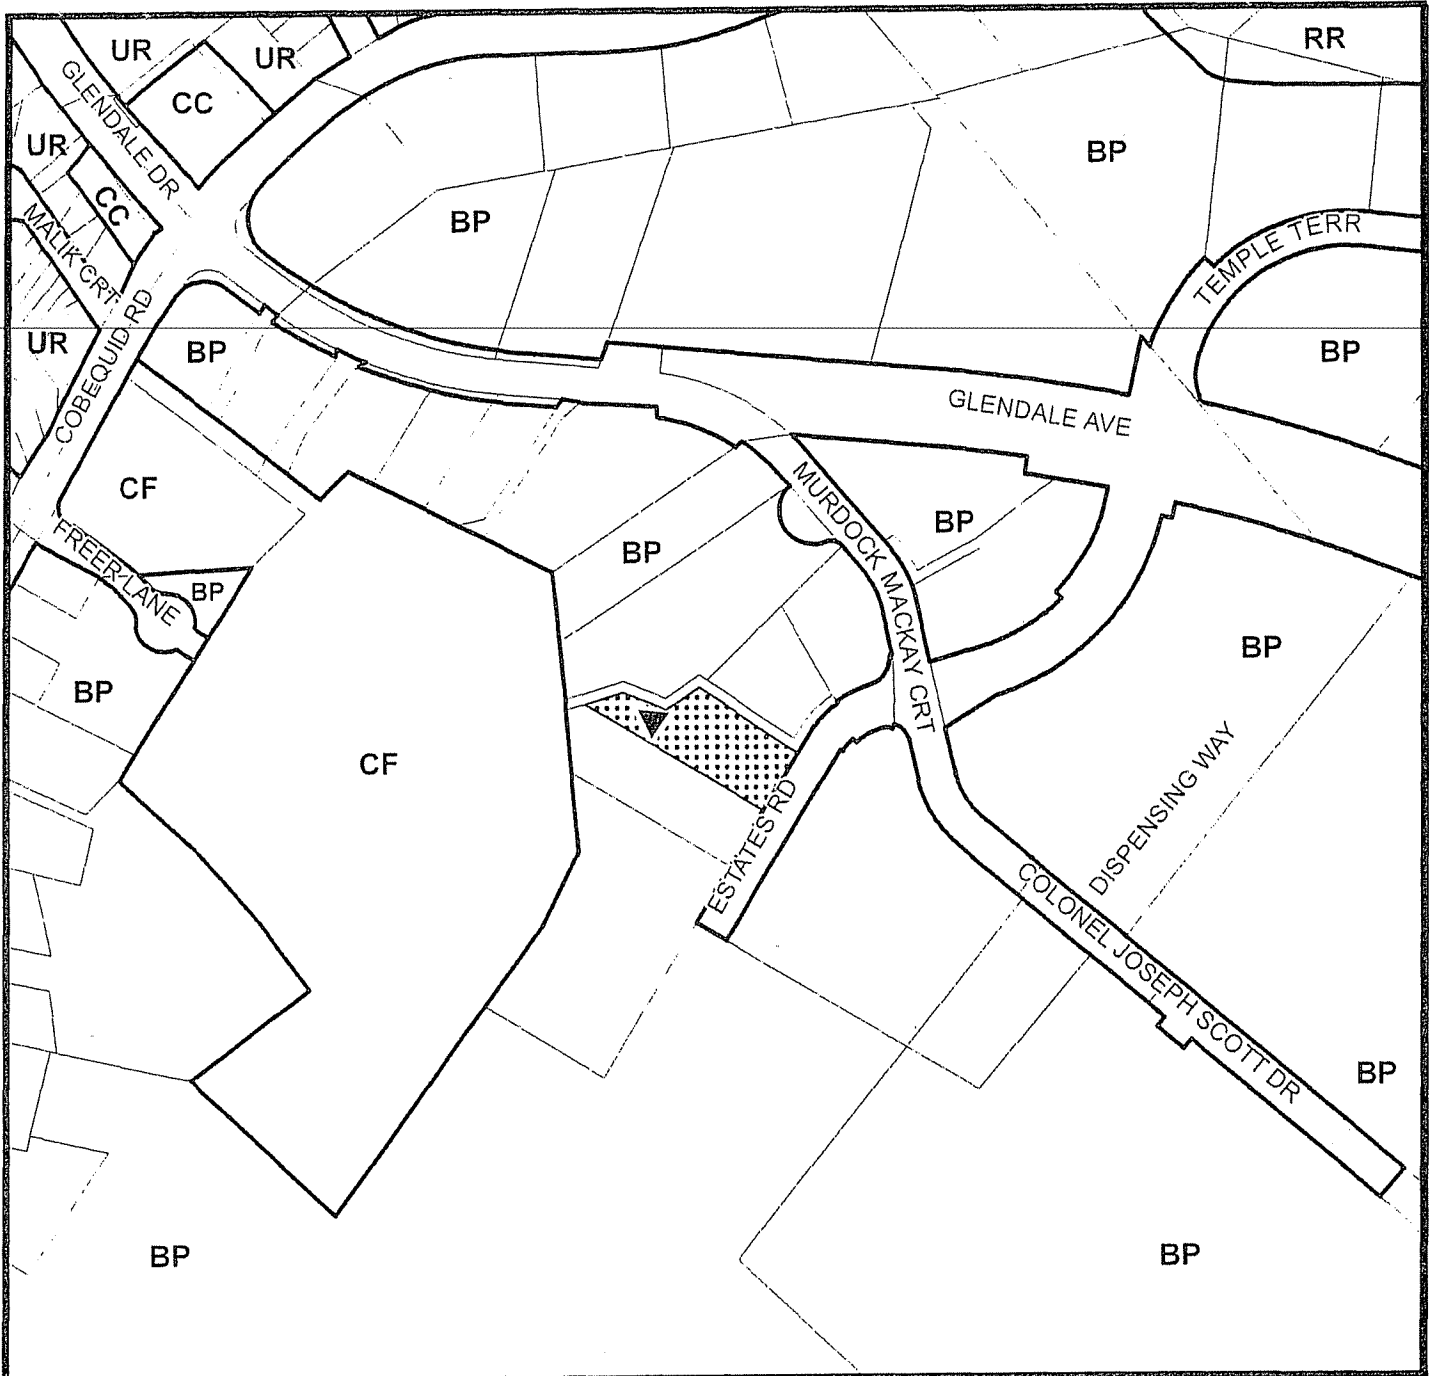 UR
UR
RR
CC
GLENDALE DR
UR
CC
BP
BP
MALIK CRT
TEMPLE TERR
COBEQUID RD
UR
BP
BP
GLENDALE AVE
CF
MURDOCK MACKAY CRT
BP
FREER LANE
BP
BP
BP
BP
CF
DISPENSING WAY
ESTATES RD
COLONEL JOSEPH SCOTT DR
BP
BP
BP